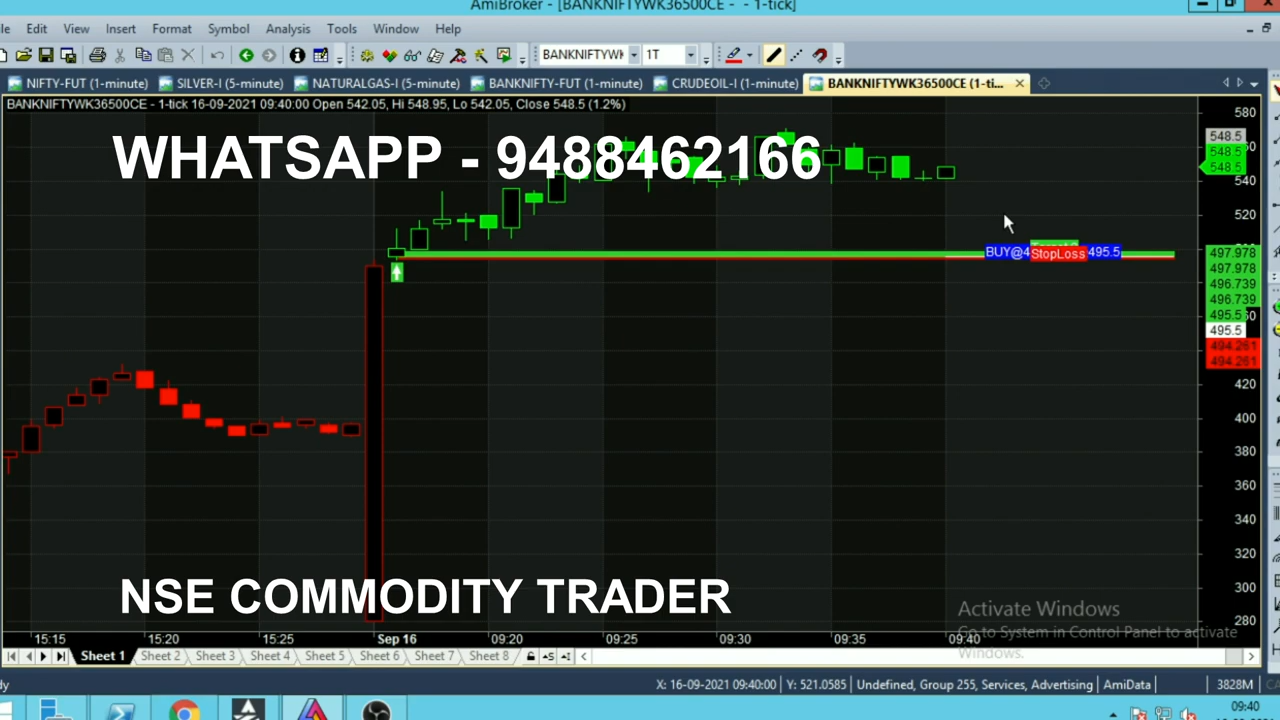 AmiBroker - [BANKNIFTYWK36500CE - - 1-tick]
Edit View Insert Format Symbol Analysis Tools Window Help
1T
NIFTY-FUT (1-minute) SILVER-I (5-minute) NATURALGAS-I (5-minute) BANKNIFTY-FUT (1-minute) CRUDEOIL-I (1-minute) BANKNIFTYWK36500CE (1-ti...
BANKNIFTYWK36500CE - 1-tick 16-09-2021 09:40:00 Open 542.05, Hi 548.95, Lo 542.05, Close 548.5 (1.2%)
580
548.5
WHATSAPP - 9488462166
548.5
548.5
540
520
BUY@4 StopLoss 495.5
497.978
497.978
496.739
496.739
495.5
495.5
494.261
494.261
420
400
380
360
340
320
NSE COMMODITY TRADER
300
Activate Windows
280
Go to System in Control Panel to activate
Windows.
15:15 15:20 15:25 Sep 16 09:20 09:25 09:30 09:35 09:40
Sheet 1 Sheet 2 Sheet 3 Sheet 4 Sheet 5 Sheet 6 Sheet 7 Sheet 8
X: 16-09-2021 09:40:00 Y: 521.0585 Undefined, Group 255, Services, Advertising AmiData 3828M
09:40